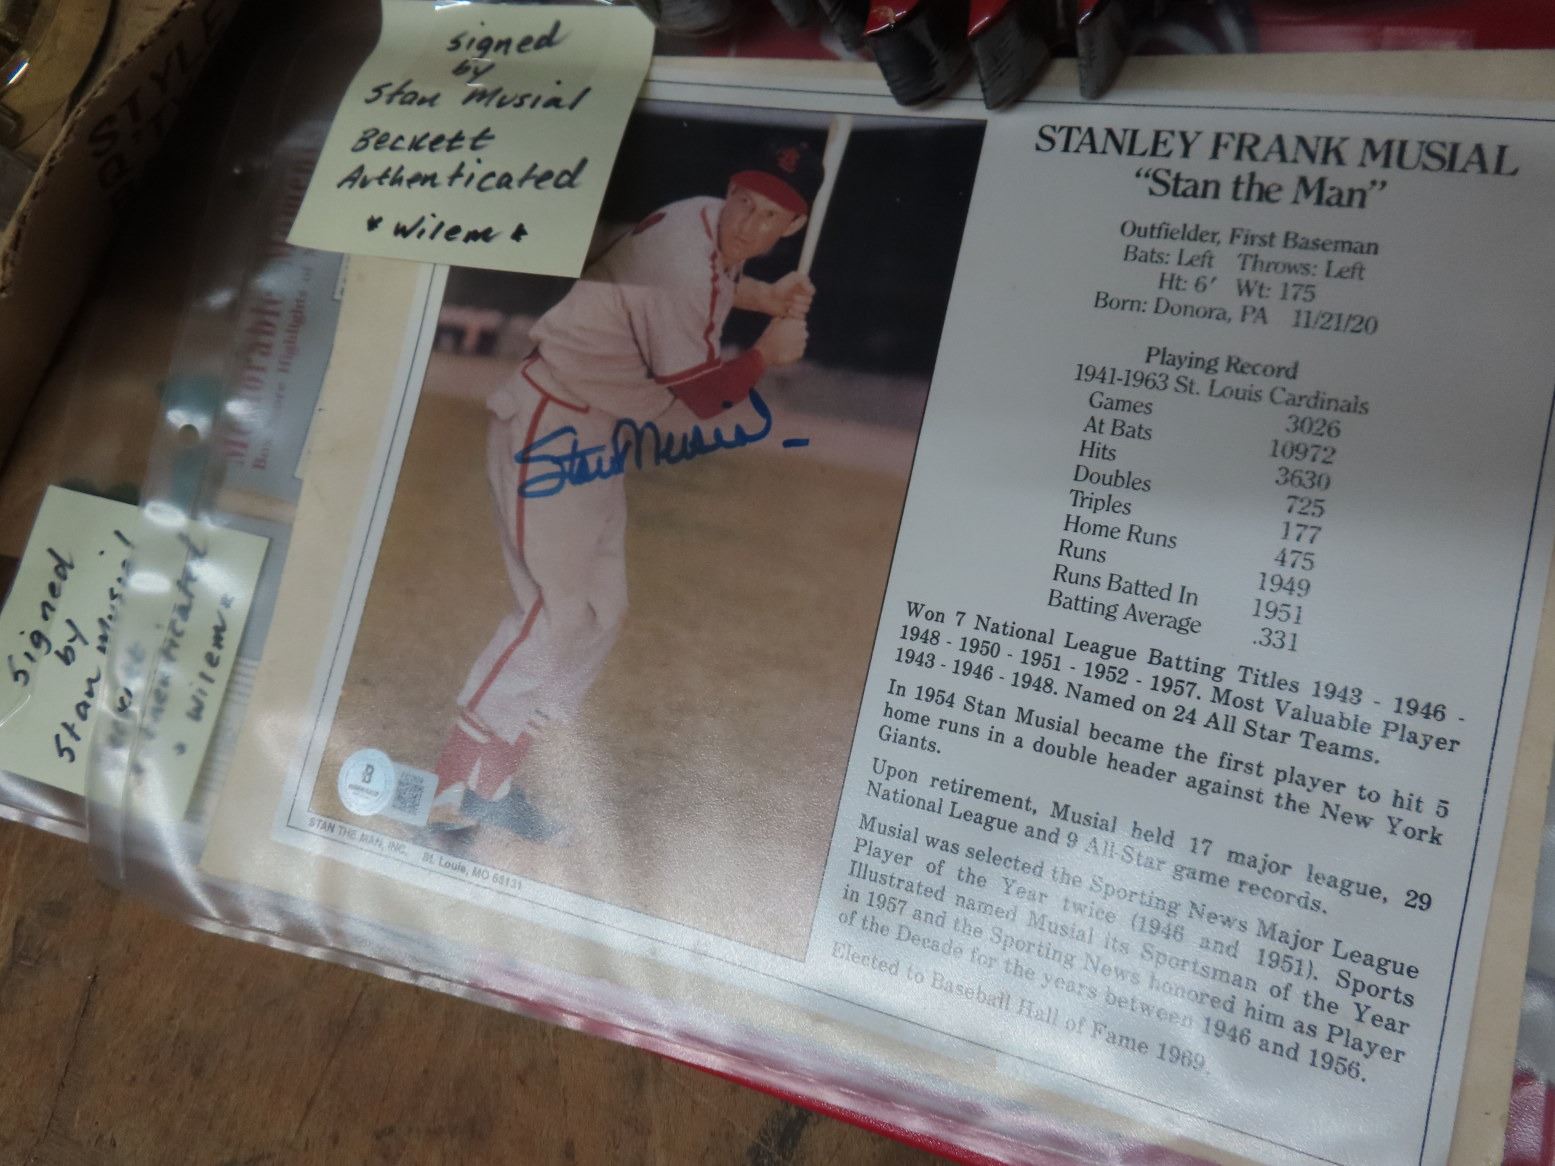 signed
by
Stan Musial
Beckett
Authenticated
* wilem *
signed
by
Stan Musial
wilem
Stan Musial
B
STAN THE MAN, INC. St. Louis, MO 63131
STANLEY FRANK MUSIAL
“Stan the Man”
Outfielder, First Baseman
Bats: Left Throws: Left
Ht: 6′ Wt: 175
Born: Donora, PA 11/21/20
Playing Record
1941-1963 St. Louis Cardinals
Games 3026
At Bats 10972
Hits 3630
Doubles 725
Triples 177
Home Runs 475
Runs 1949
Runs Batted In 1951
Batting Average .331
Won 7 National League Batting Titles 1943 - 1946 -
1948 - 1950 - 1951 - 1952 - 1957. Most Valuable Player
1943 - 1946 - 1948. Named on 24 All Star Teams.
In 1954 Stan Musial became the first player to hit 5
home runs in a double header against the New York
Giants.
Upon retirement, Musial held 17 major league, 29
National League and 9 All-Star game records.
Musial was selected the Sporting News Major League
Player of the Year twice (1946 and 1951). Sports
Illustrated named Musial its Sportsman of the Year
in 1957 and the Sporting News honored him as Player
of the Decade for the years between 1946 and 1956.
Elected to Baseball Hall of Fame 1969.